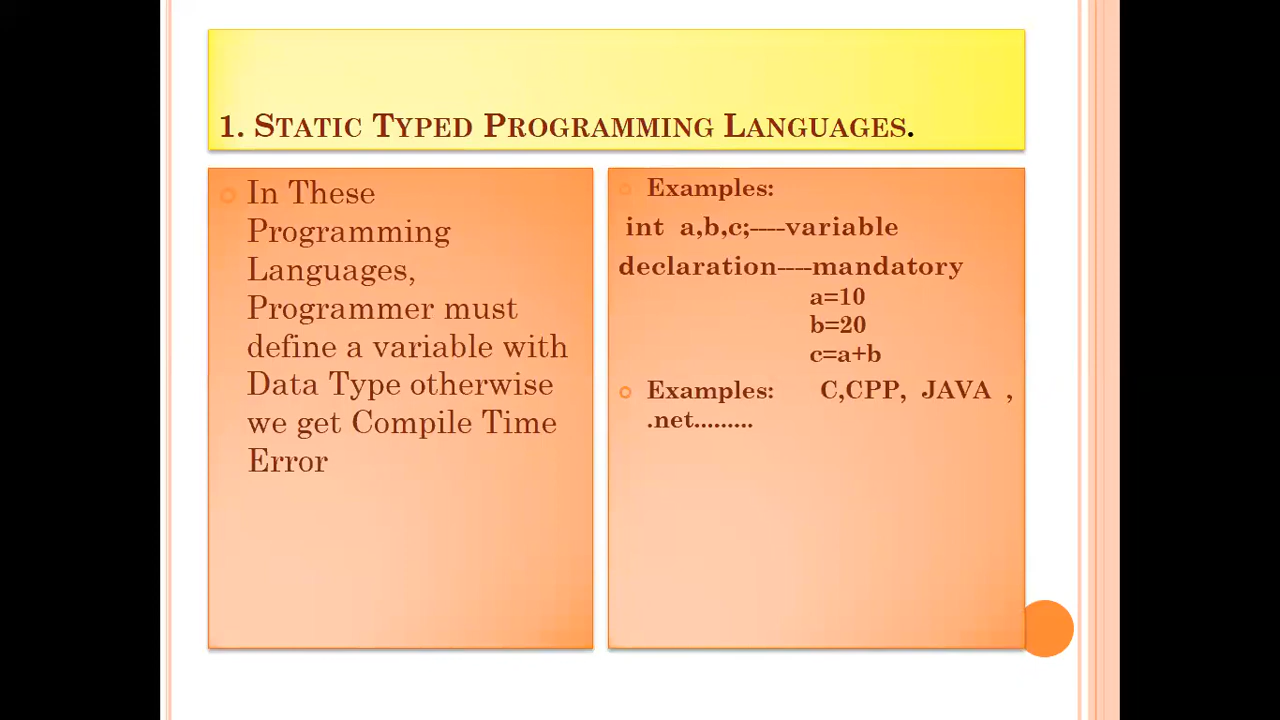 1. Static Typed Programming Languages.
In These
Programming
Languages,
Programmer must
define a variable with
Data Type otherwise
we get Compile Time
Error
Examples:
int a,b,c;----variable
declaration----mandatory
a=10
b=20
c=a+b
Examples: C,CPP, JAVA ,
.net.........